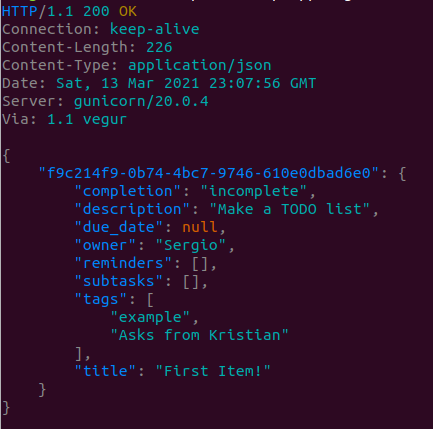 HTTP/1.1 200 OK
Connection: keep-alive
Content-Length: 226
Content-Type: application/json
Date: Sat, 13 Mar 2021 23:07:56 GMT
Server: gunicorn/20.0.4
Via: 1.1 vegur

{
    "f9c214f9-0b74-4bc7-9746-610e0dbad6e0": {
        "completion": "incomplete",
        "description": "Make a TODO list",
        "due_date": null,
        "owner": "Sergio",
        "reminders": [],
        "subtasks": [],
        "tags": [
            "example",
            "Asks from Kristian"
        ],
        "title": "First Item!"
    }
}